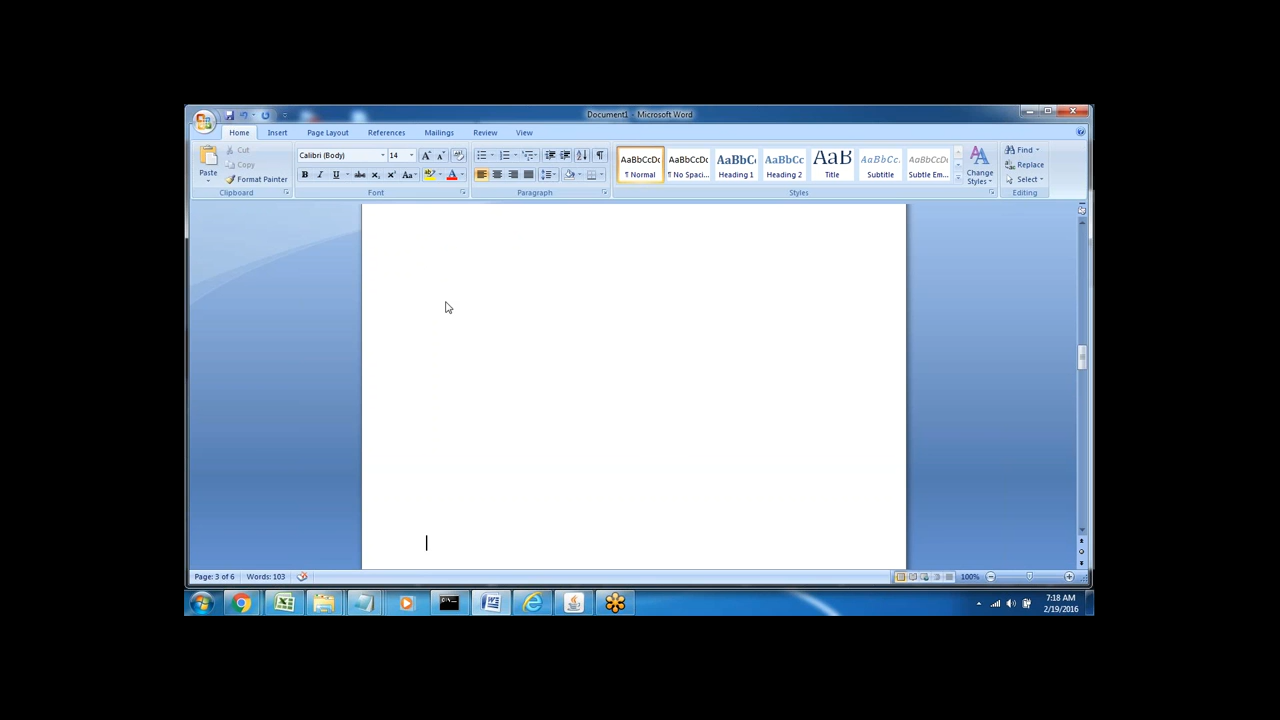 Document1 - Microsoft Word
Home Insert Page Layout References Mailings Review View
Paste
Cut
Copy
Format Painter
Clipboard
Calibri (Body) 14
Font
Paragraph
AaBbCcDc AaBbCcDc AaBbCc AaBbCc AaB AaBbCc. AaBbCcDc
¶ Normal ¶ No Spaci... Heading 1 Heading 2 Title Subtitle Subtle Em...
Change
Styles
Styles
Find
Replace
Select
Editing
Page: 3 of 6 Words: 103 100%
7:18 AM
2/19/2016